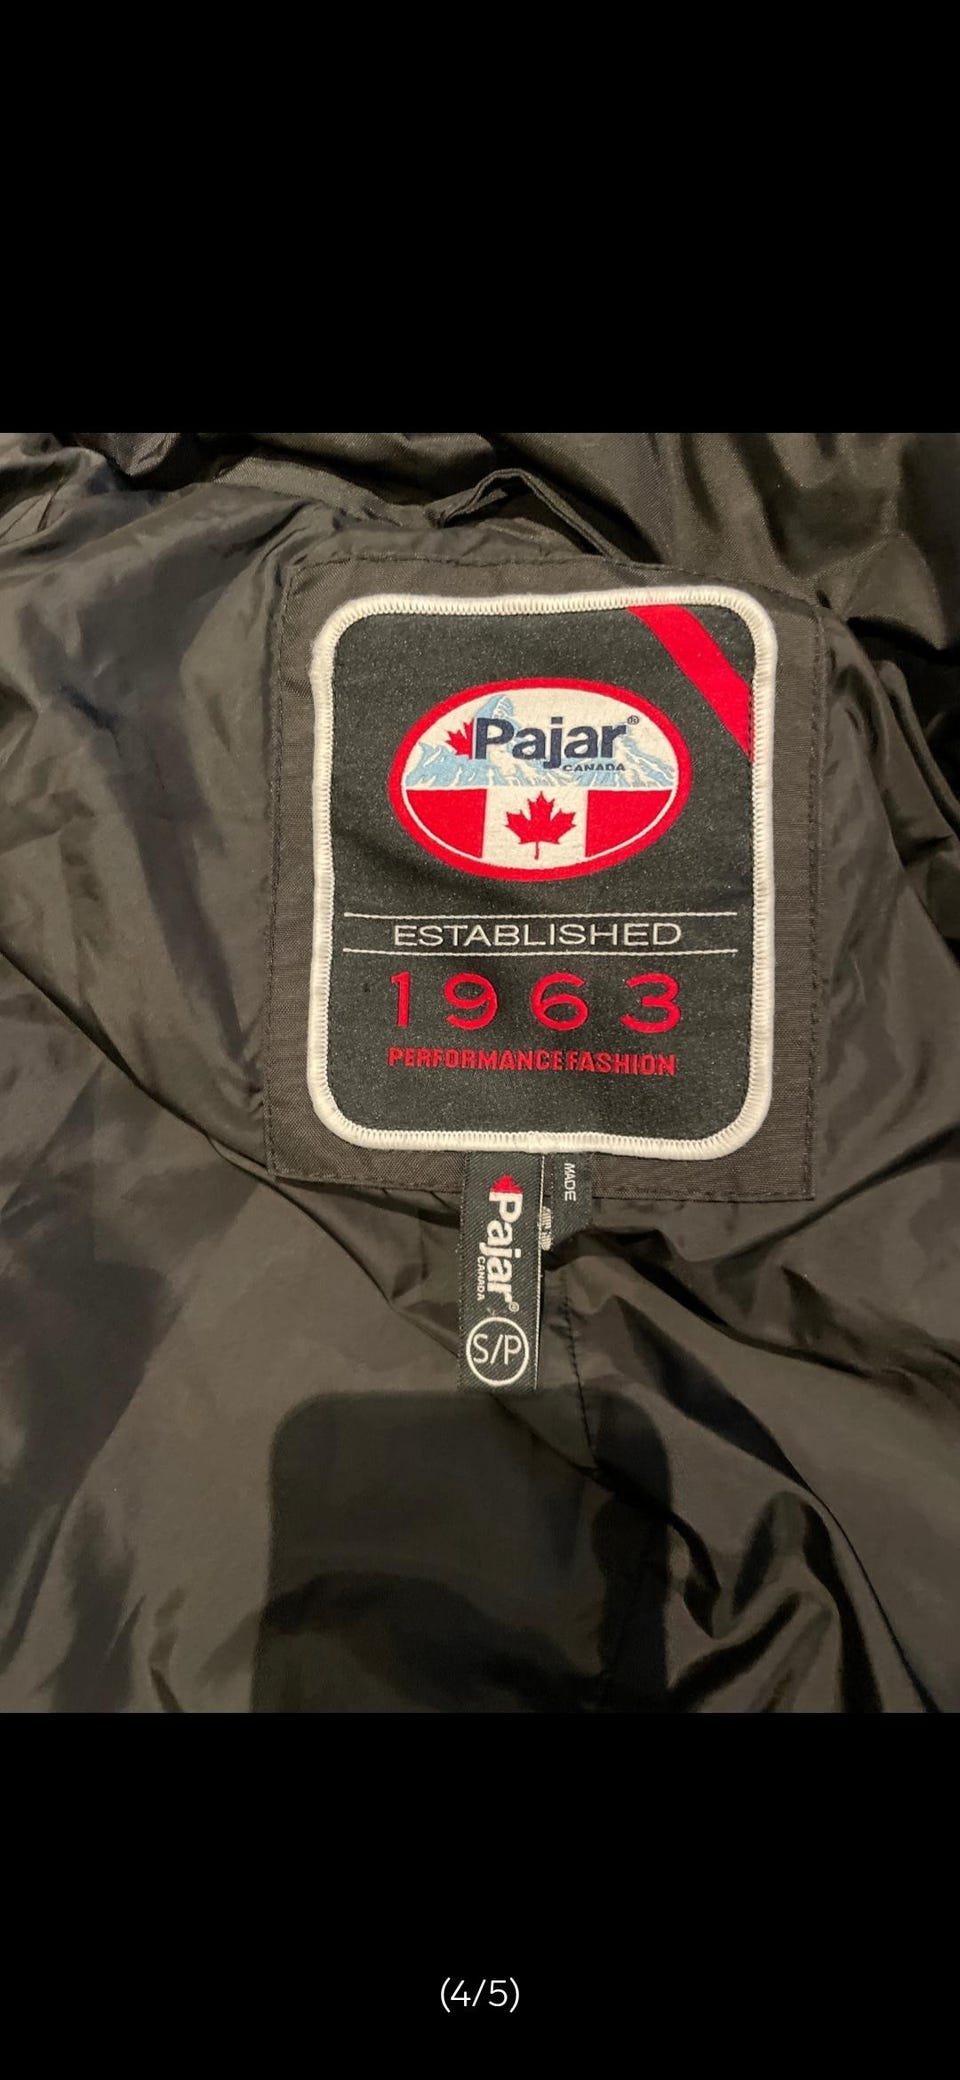 Pajar®
CANADA
ESTABLISHED
1963
PERFORMANCE FASHION
MADE
Pajar®
CANADA
S/P
(4/5)